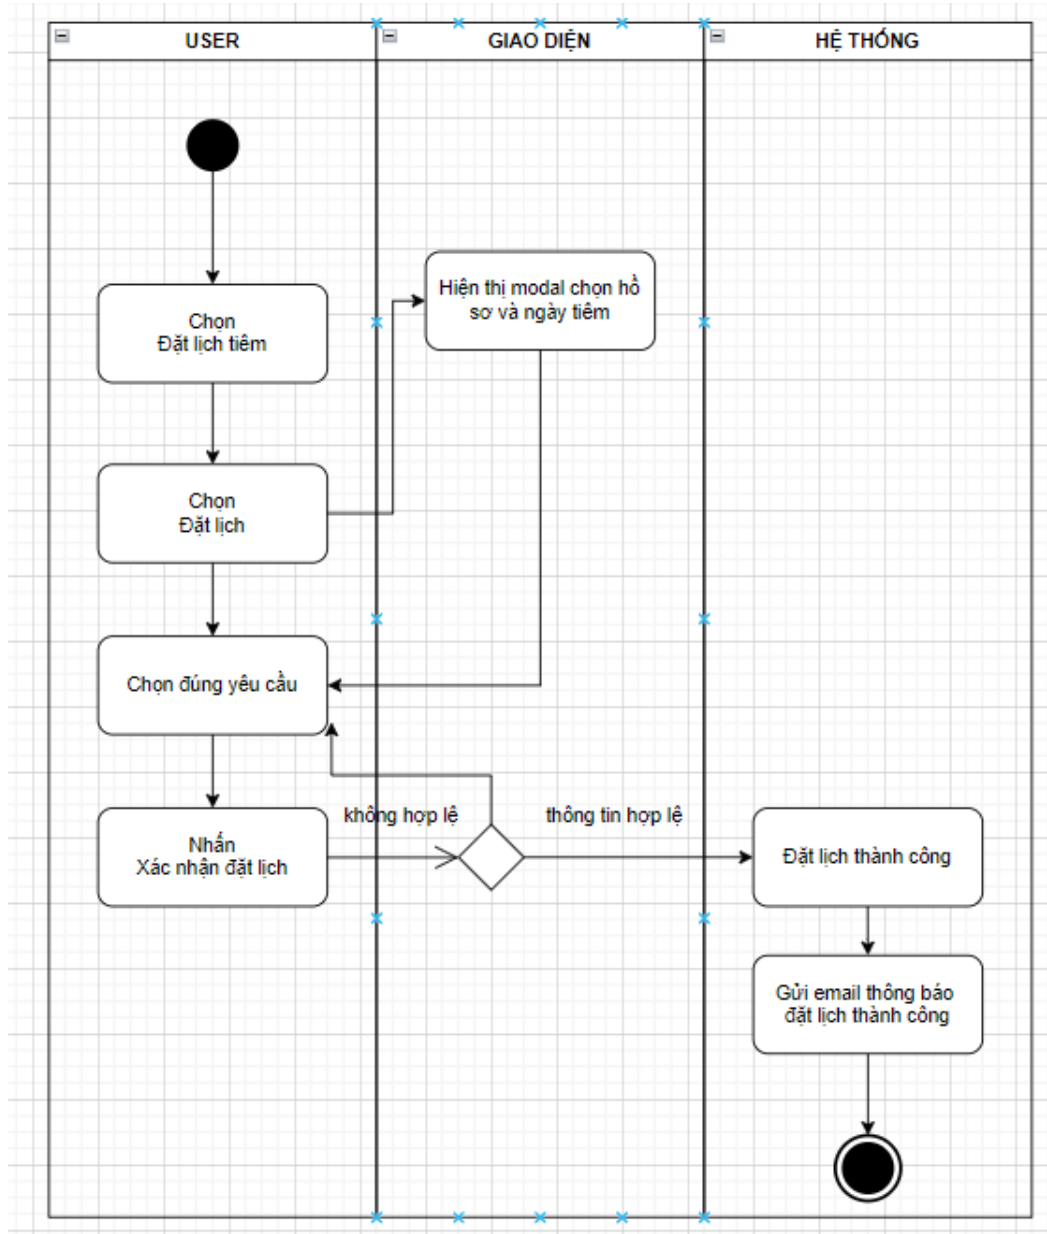 USER
GIAO DIỆN
HỆ THỐNG
Chọn
Đặt lịch tiêm
Hiện thị modal chọn hồ
sơ và ngày tiêm
Chọn
Đặt lịch
Chọn đúng yêu cầu
không hợp lệ
thông tin hợp lệ
Nhấn
Xác nhận đặt lịch
Đặt lịch thành công
Gửi email thông báo
đặt lịch thành công